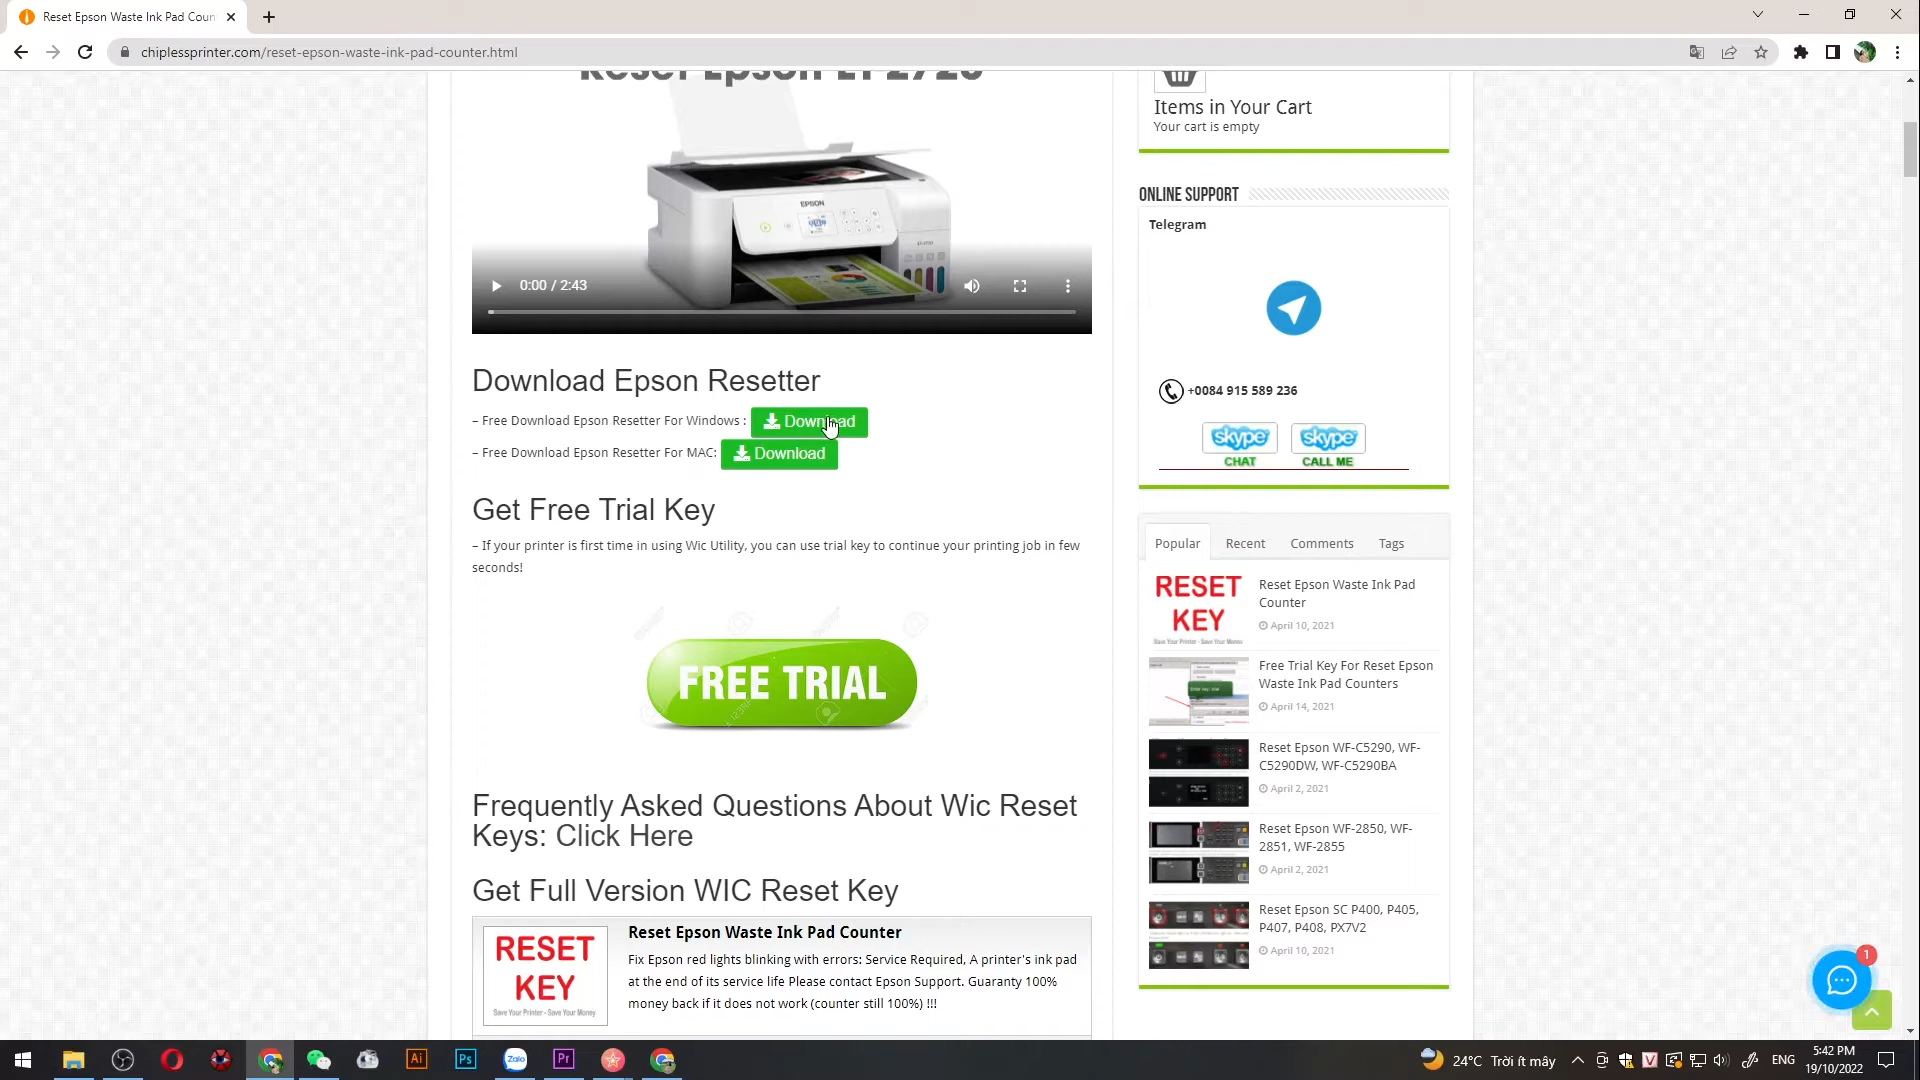 Reset Epson Waste Ink Pad Coun
chiplessprinter.com/reset-epson-waste-ink-pad-counter.html
Reset Epson ET 2720
EPSON
0:00 / 2:43
Download Epson Resetter
– Free Download Epson Resetter For Windows : Download
– Free Download Epson Resetter For MAC: Download
Get Free Trial Key
– If your printer is first time in using Wic Utility, you can use trial key to continue your printing job in few
seconds!
FREE TRIAL
Frequently Asked Questions About Wic Reset
Keys: Click Here
Get Full Version WIC Reset Key
RESET
KEY
Save Your Printer - Save Your Money
Reset Epson Waste Ink Pad Counter
Fix Epson red lights blinking with errors: Service Required, A printer's ink pad
at the end of its service life Please contact Epson Support. Guaranty 100%
money back if it does not work (counter still 100%) !!!
Items in Your Cart
Your cart is empty
ONLINE SUPPORT
Telegram
+0084 915 589 236
skype
CHAT
skype
CALL ME
Popular
Recent
Comments
Tags
RESET
KEY
Save Your Printer - Save Your Money
Reset Epson Waste Ink Pad
Counter
April 10, 2021
Free Trial Key For Reset Epson
Waste Ink Pad Counters
April 14, 2021
Reset Epson WF-C5290, WF-
C5290DW, WF-C5290BA
April 2, 2021
Reset Epson WF-2850, WF-
2851, WF-2855
April 2, 2021
Reset Epson SC P400, P405,
P407, P408, PX7V2
April 10, 2021
1
Ai
Ps
Zalo
Pr
24°C Trời ít mây
V
ENG
5:42 PM
19/10/2022